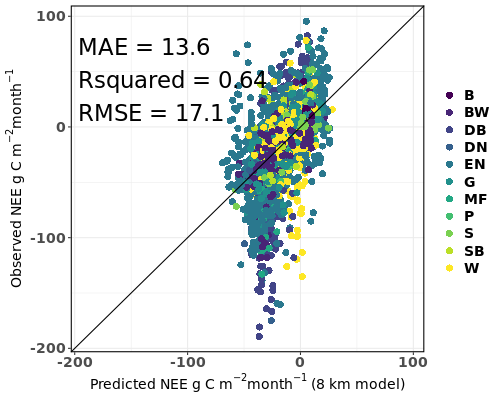 MAE = 13.6
Rsquared = 0.64
RMSE = 17.1
Observed NEE g C m⁻²month⁻¹
100
0
-100
-200
-200 -100 0 100
Predicted NEE g C m⁻²month⁻¹ (8 km model)
B
BW
DB
DN
EN
G
MF
P
S
SB
W